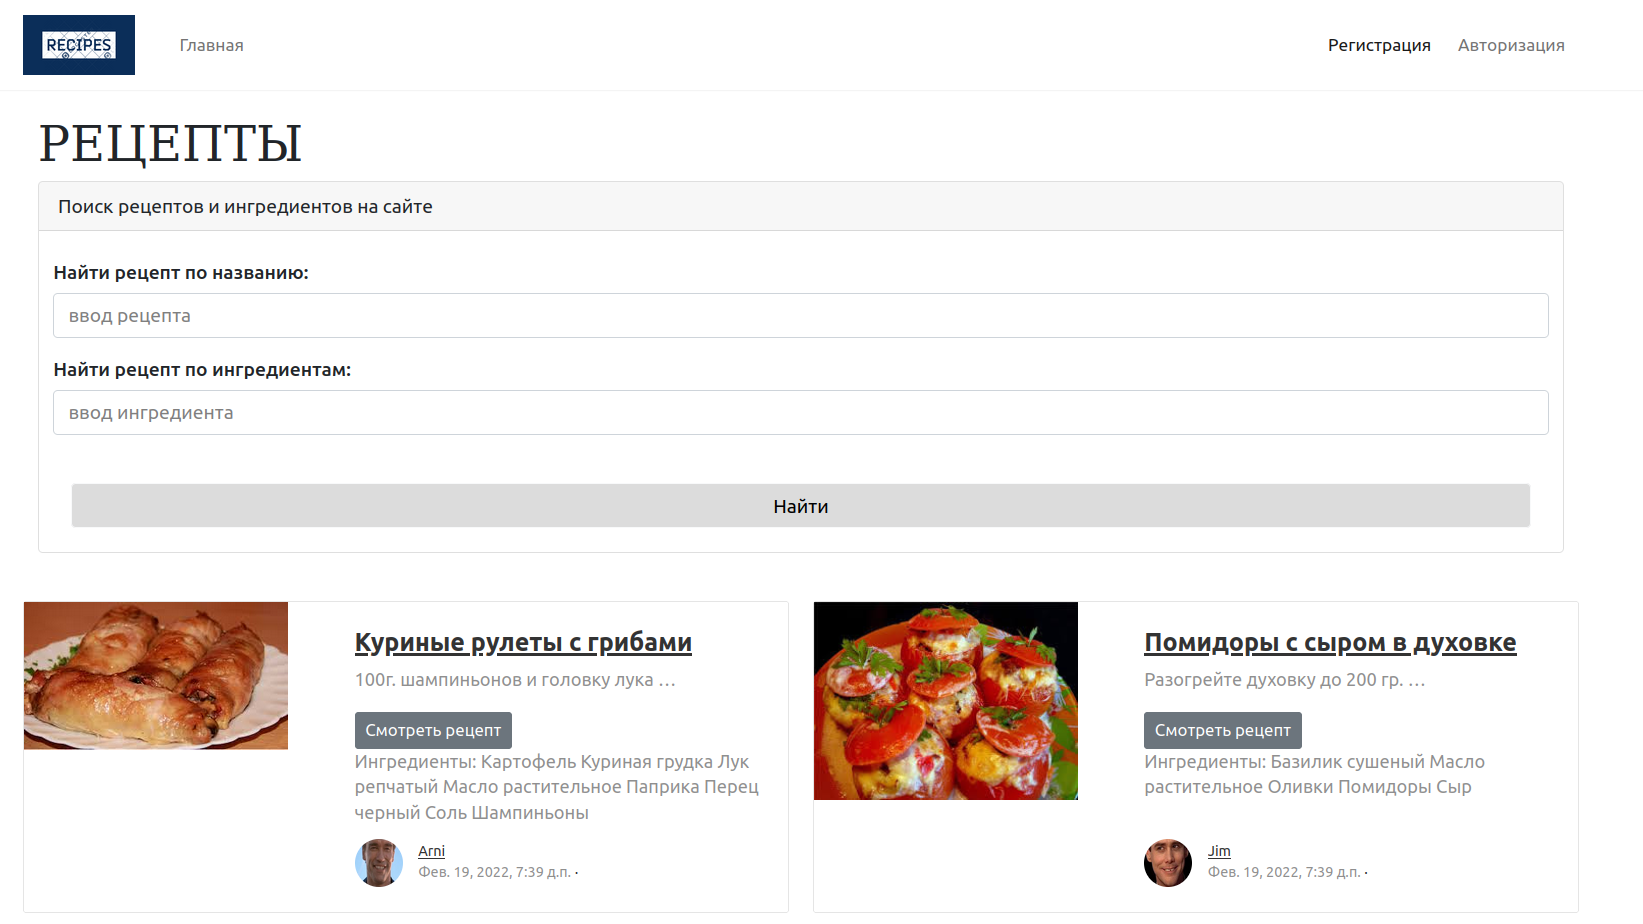 RECIPES
Главная
Регистрация
Авторизация
РЕЦЕПТЫ
Поиск рецептов и ингредиентов на сайте
Найти рецепт по названию:
ввод рецепта
Найти рецепт по ингредиентам:
ввод ингредиента
Найти
Куриные рулеты с грибами
100г. шампиньонов и головку лука …
Смотреть рецепт
Ингредиенты: Картофель Куриная грудка Лук
репчатый Масло растительное Паприка Перец
черный Соль Шампиньоны
Arni
Фев. 19, 2022, 7:39 д.п. ·
Помидоры с сыром в духовке
Разогрейте духовку до 200 гр. …
Смотреть рецепт
Ингредиенты: Базилик сушеный Масло
растительное Оливки Помидоры Сыр
Jim
Фев. 19, 2022, 7:39 д.п. ·